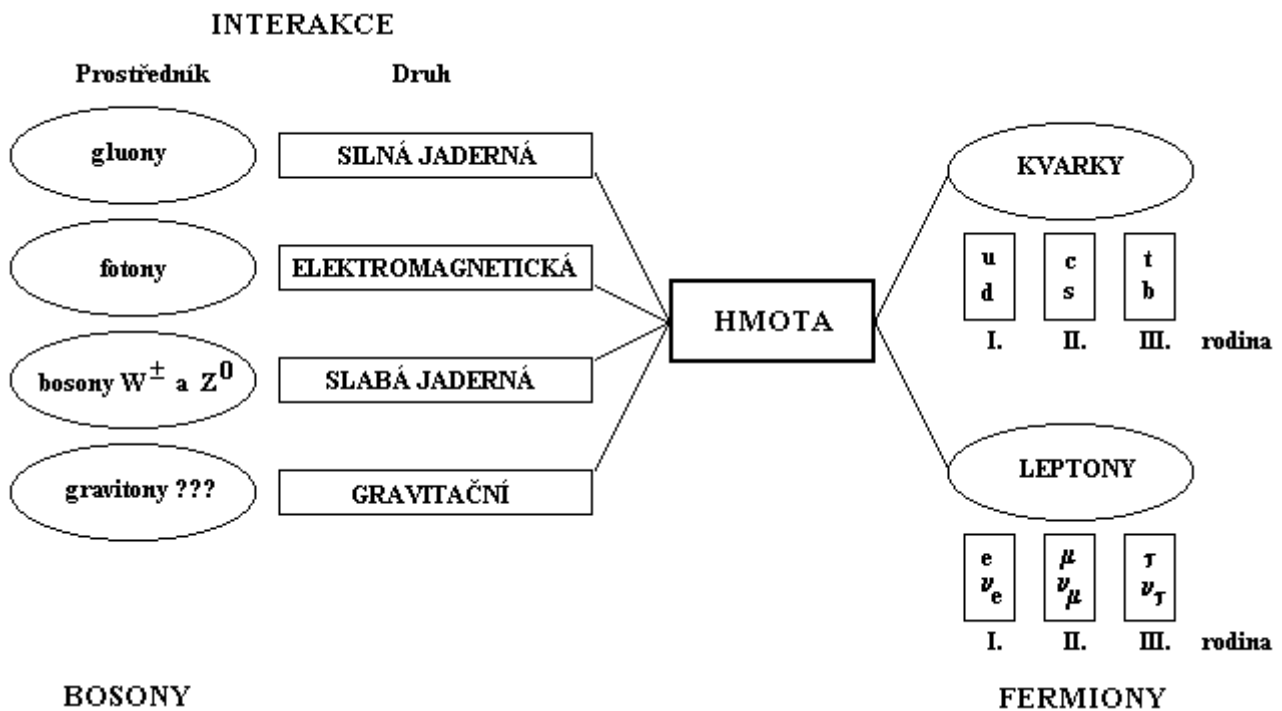 INTERAKCE
Prostředník Druh
gluony SILNÁ JADERNÁ
fotony ELEKTROMAGNETICKÁ
bosony W± a Z⁰ SLABÁ JADERNÁ
gravitony ??? GRAVITAČNÍ
HMOTA
KVARKY
u c t
d s b
I. II. III. rodina
LEPTONY
e μ τ
νe νμ ντ
I. II. III. rodina
BOSONY FERMIONY